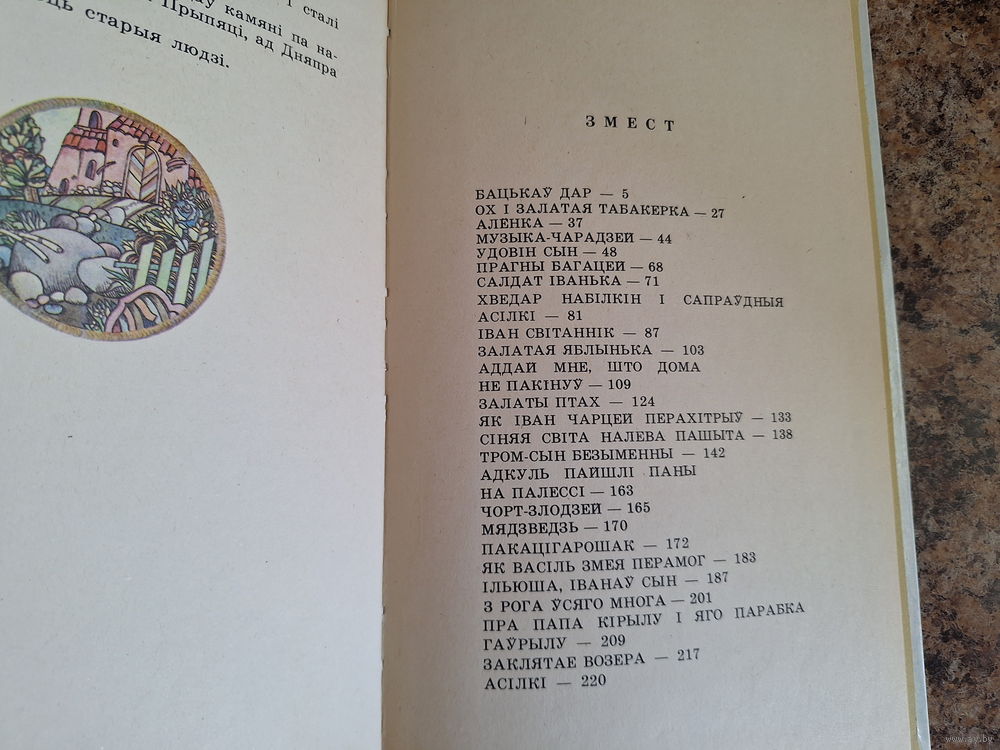 і сталі
камяні па на-
Прыпяці, ад Дняпра
старыя людзі.
ЗМЕСТ
БАЦЬКАЎ ДАР — 5
ОХ І ЗАЛАТАЯ ТАБАКЕРКА — 27
АЛЁНКА — 37
МУЗЫКА-ЧАРАДЗЕЙ — 44
УДОВІН СЫН — 48
ПРАГНЫ БАГАЦЕЙ — 68
САЛДАТ ІВАНЬКА — 71
ХВЕДАР НАБІЛКІН І САПРАЎДНЫЯ
АСІЛКІ — 81
ІВАН СВІТАННІК — 87
ЗАЛАТАЯ ЯБЛЫНЬКА — 103
АДДАЙ МНЕ, ШТО ДОМА
НЕ ПАКІНУЎ — 109
ЗАЛАТЫ ПТАХ — 124
ЯК ІВАН ЧАРЦЕЙ ПЕРАХІТРЫЎ — 133
СІНЯЯ СВІТА НАЛЕВА ПАШЫТА — 138
ТРОМ-СЫН БЕЗЫМЕННЫ — 142
АДКУЛЬ ПАЙШЛІ ПАНЫ
НА ПАЛЕССІ — 163
ЧОРТ-ЗЛОДЗЕЙ — 165
МЯДЗВЕДЗЬ — 170
ПАКАЦІГАРОШАК — 172
ЯК ВАСІЛЬ ЗМЕЯ ПЕРАМОГ — 183
ІЛЬЮША, ІВАНАЎ СЫН — 187
З РОГА ЎСЯГО МНОГА — 201
ПРА ПАПА КІРЫЛУ І ЯГО ПАРАБКА
ГАЎРЫЛУ — 209
ЗАКЛЯТАЕ ВОЗЕРА — 217
АСІЛКІ — 220
www.ay.by